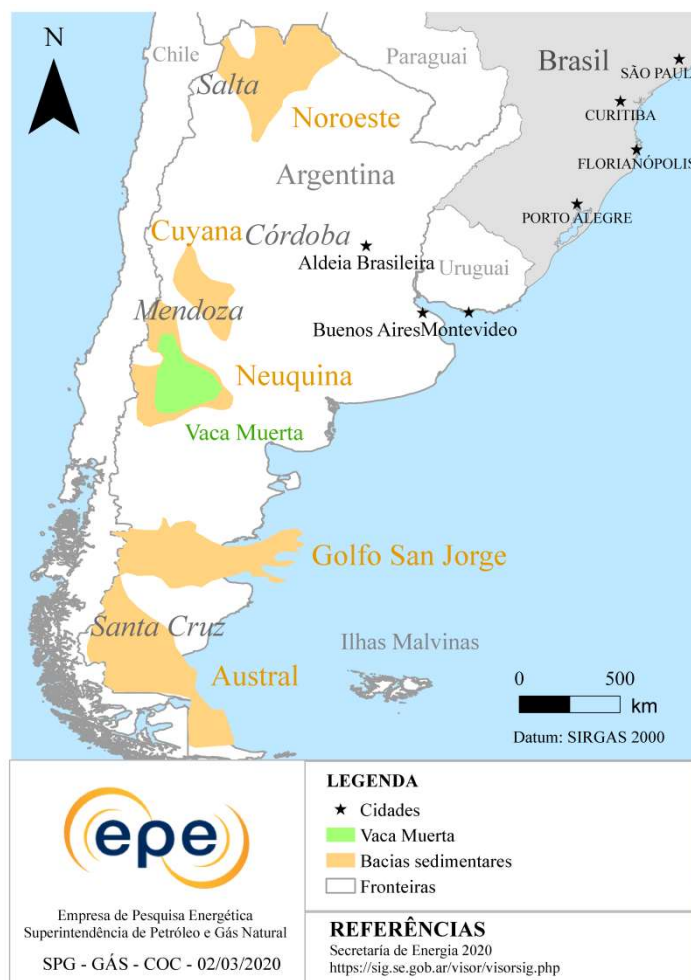 N
Chile
Paraguai
Brasil
SÃO PAUL
Salta
CURITIBA
Noroeste
FLORIANÓPOLIS
Argentina
PORTO ALEGRE
Cuyana
Córdoba
Aldeia Brasileira
Uruguai
Mendoza
Buenos Aires
Montevideo
Neuquina
Vaca Muerta
Golfo San Jorge
Santa Cruz
Ilhas Malvinas
Austral
0 500
km
Datum: SIRGAS 2000
epe
Empresa de Pesquisa Energética
Superintendência de Petróleo e Gás Natural
SPG - GÁS - COC - 02/03/2020
LEGENDA
Cidades
Vaca Muerta
Bacias sedimentares
Fronteiras
REFERÊNCIAS
Secretaría de Energia 2020
https://sig.se.gob.ar/visor/visorsig.php